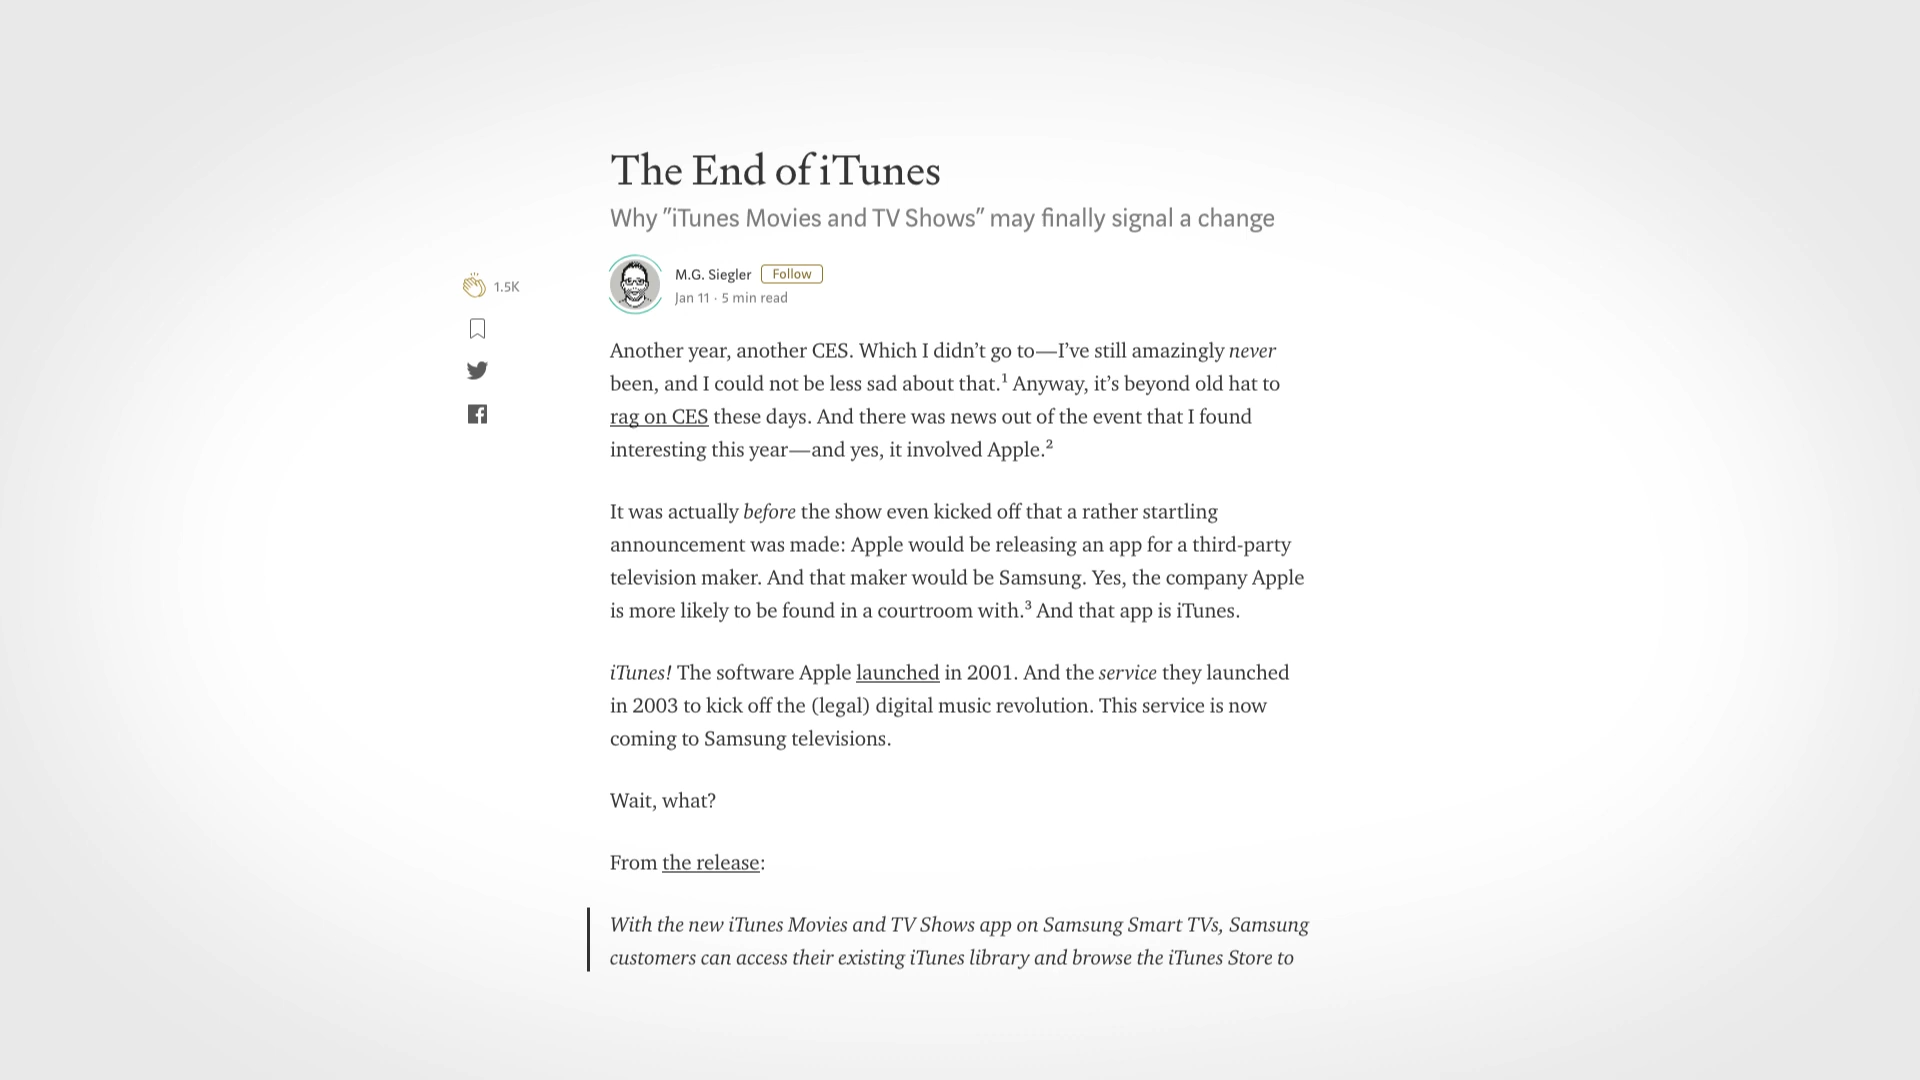 The End of iTunes
Why "iTunes Movies and TV Shows" may finally signal a change
M.G. Siegler Follow
Jan 11 · 5 min read
1.5K
Another year, another CES. Which I didn’t go to—I’ve still amazingly never
been, and I could not be less sad about that.¹ Anyway, it’s beyond old hat to
rag on CES these days. And there was news out of the event that I found
interesting this year—and yes, it involved Apple.²
It was actually before the show even kicked off that a rather startling
announcement was made: Apple would be releasing an app for a third-party
television maker. And that maker would be Samsung. Yes, the company Apple
is more likely to be found in a courtroom with.³ And that app is iTunes.
iTunes! The software Apple launched in 2001. And the service they launched
in 2003 to kick off the (legal) digital music revolution. This service is now
coming to Samsung televisions.
Wait, what?
From the release:
With the new iTunes Movies and TV Shows app on Samsung Smart TVs, Samsung
customers can access their existing iTunes library and browse the iTunes Store to